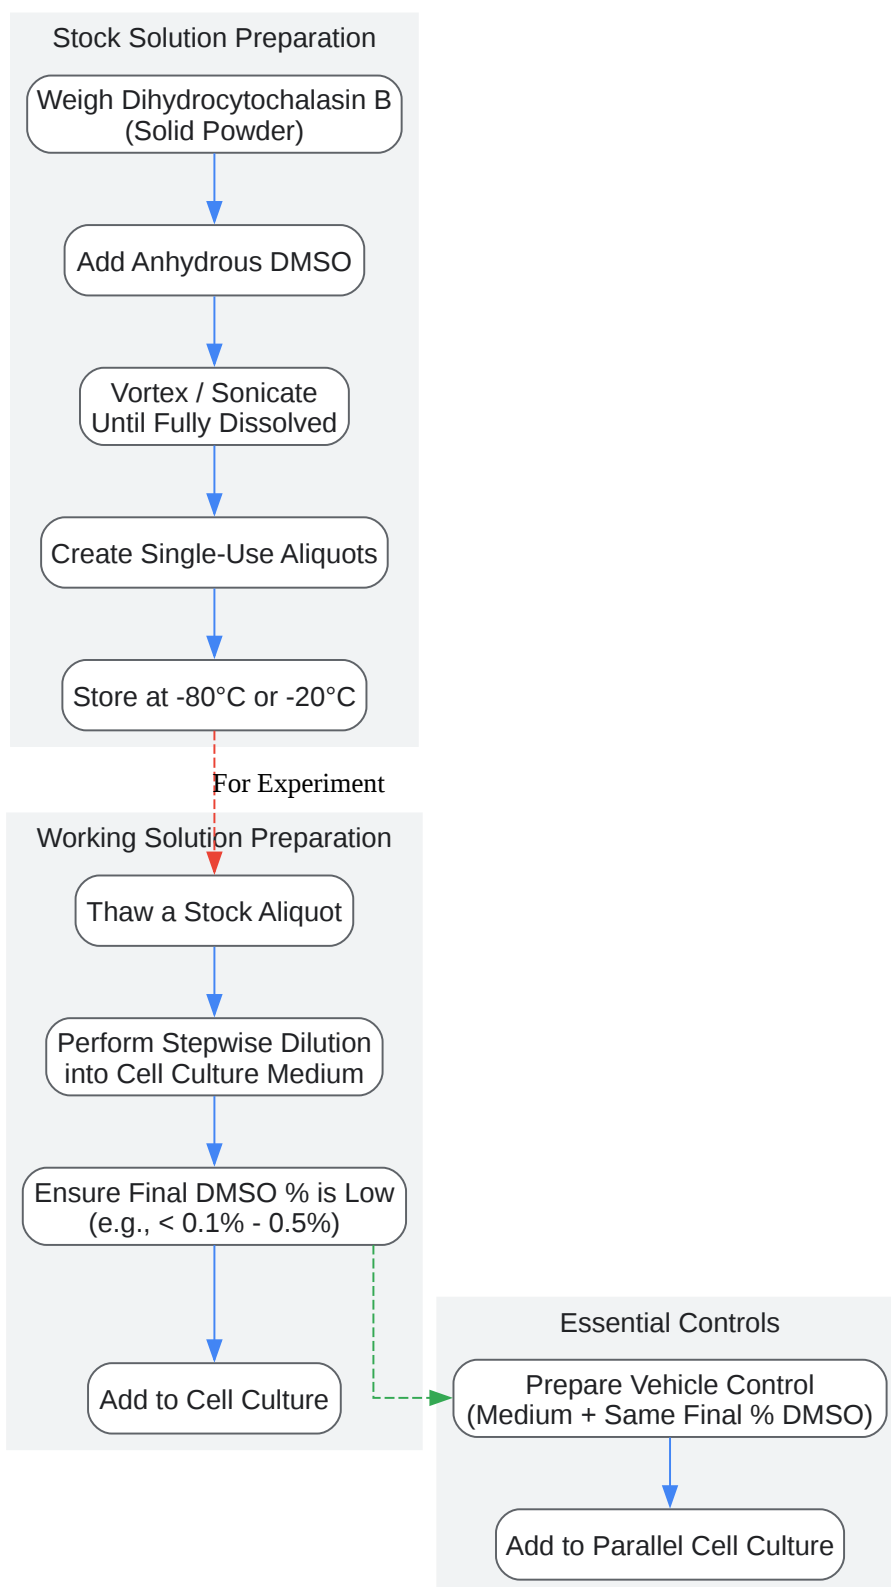 Stock Solution Preparation
Weigh Dihydrocytochalasin B
(Solid Powder)
Add Anhydrous DMSO
Vortex / Sonicate
Until Fully Dissolved
Create Single-Use Aliquots
Store at -80°C or -20°C
For Experiment
Working Solution Preparation
Thaw a Stock Aliquot
Perform Stepwise Dilution
into Cell Culture Medium
Ensure Final DMSO % is Low
(e.g., < 0.1% - 0.5%)
Add to Cell Culture
Essential Controls
Prepare Vehicle Control
(Medium + Same Final % DMSO)
Add to Parallel Cell Culture